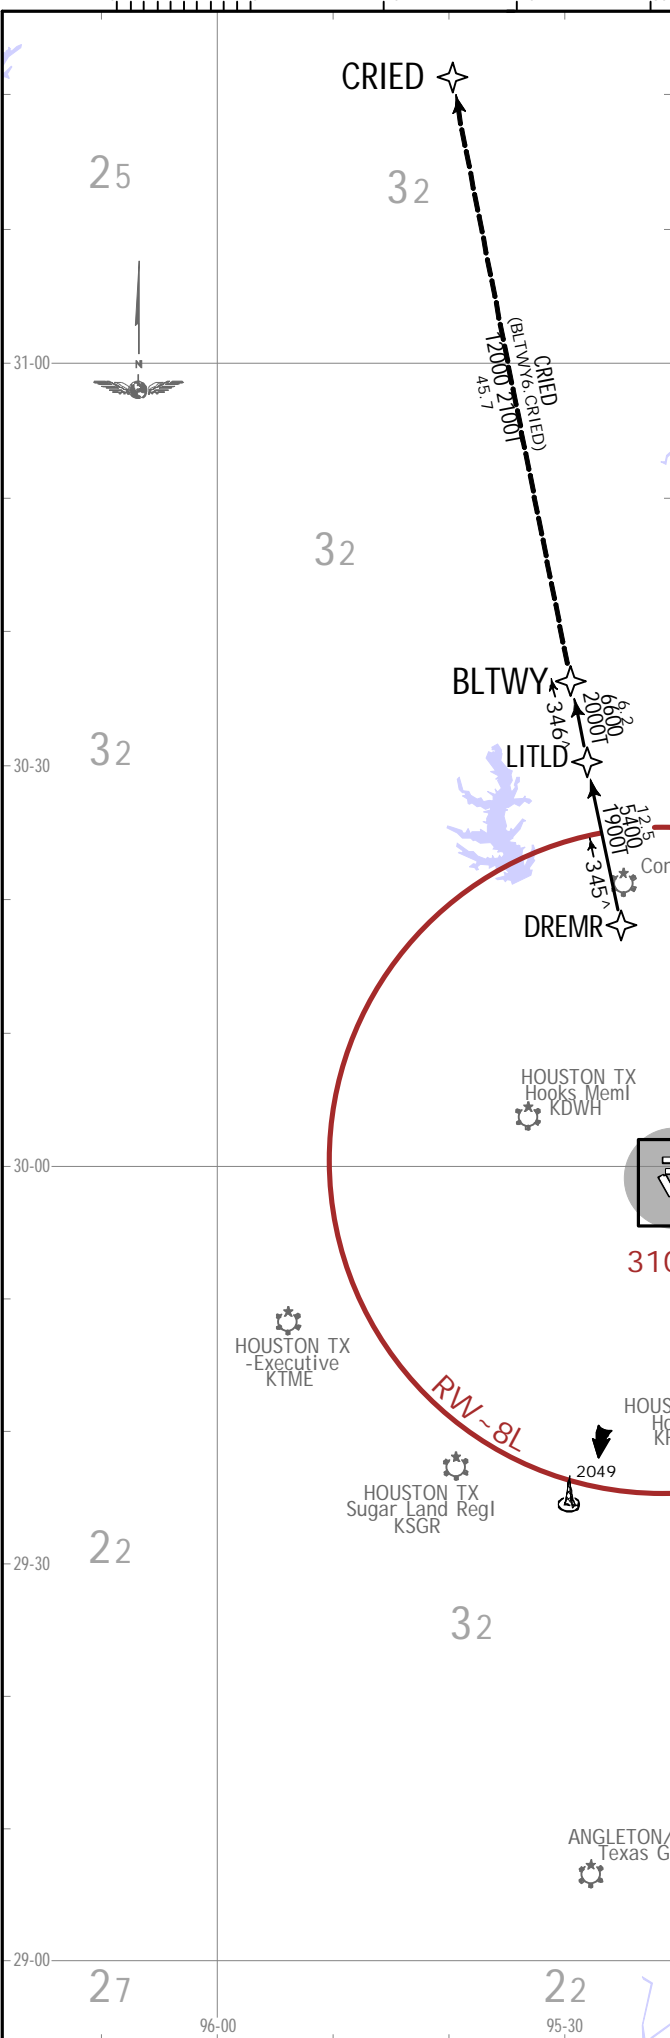 CRIED
25
32
N
31-00
CRIED
(BLTWY6.CRIED)
12000 2100T
45.7
32
BLTWY
6.2
6600
2000T
346^
32
LITLD
30-30
12.5
5400
1900T
345^
DREMR
HOUSTON TX
Hooks Meml
KDWH
30-00
HOUSTON TX
-Executive
KTME
RW~8L
2049
HOUSTON TX
Sugar Land Regl
KSGR
29-30
22
32
ANGLETON/
Texas G
29-00
27
22
96-00
95-30